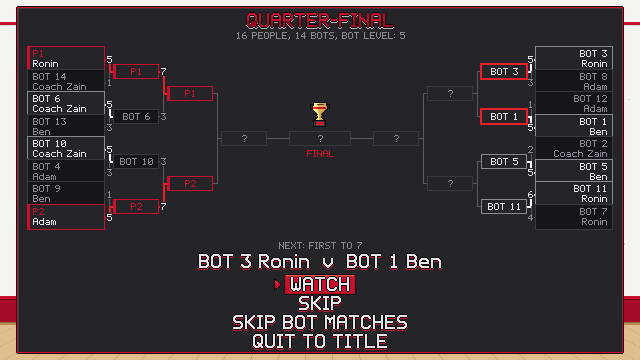 QUARTER-FINAL
16 PEOPLE, 14 BOTS, BOT LEVEL: 5
P1
Ronin
5
BOT 14
Coach Zain
1
P1
7
BOT 6
Coach Zain
5
BOT 13
Ben
3
BOT 6
3
P1
BOT 10
Coach Zain
5
BOT 4
Adam
3
BOT 10
3
BOT 9
Ben
1
P2
Adam
5
P2
7
P2
?
?
?
FINAL
?
?
BOT 3
BOT 3
Ronin
5
BOT 8
Adam
3
BOT 1
BOT 12
Adam
1
BOT 1
Ben
5
BOT 5
BOT 2
Coach Zain
2
BOT 5
Ben
5
BOT 11
BOT 11
Ronin
6
BOT 7
Ronin
4
NEXT: FIRST TO 7
BOT 3 Ronin v BOT 1 Ben
WATCH
SKIP
SKIP BOT MATCHES
QUIT TO TITLE